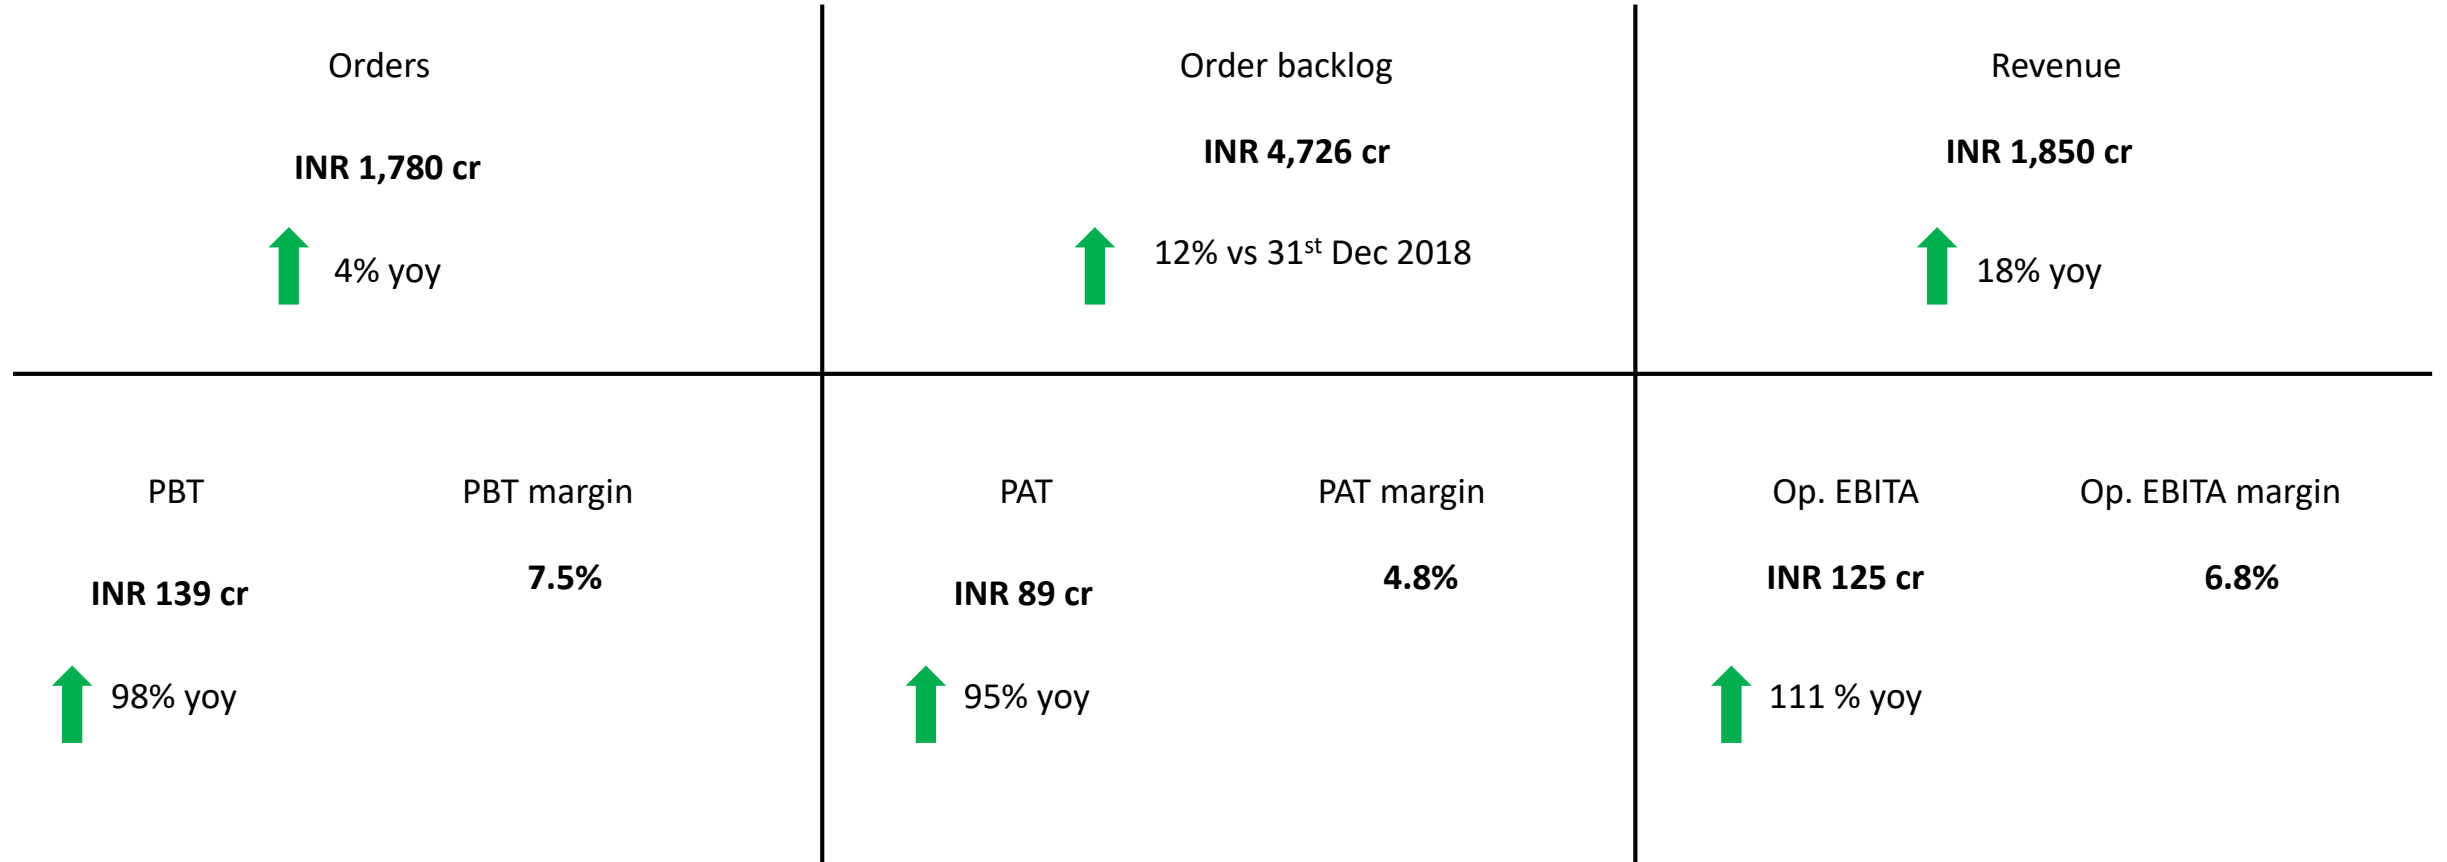 Orders
INR 1,780 cr
4% yoy
Order backlog
INR 4,726 cr
12% vs 31st Dec 2018
Revenue
INR 1,850 cr
18% yoy
PBT
INR 139 cr
98% yoy
PBT margin
7.5%
PAT
INR 89 cr
95% yoy
PAT margin
4.8%
Op. EBITA
INR 125 cr
111 % yoy
Op. EBITA margin
6.8%